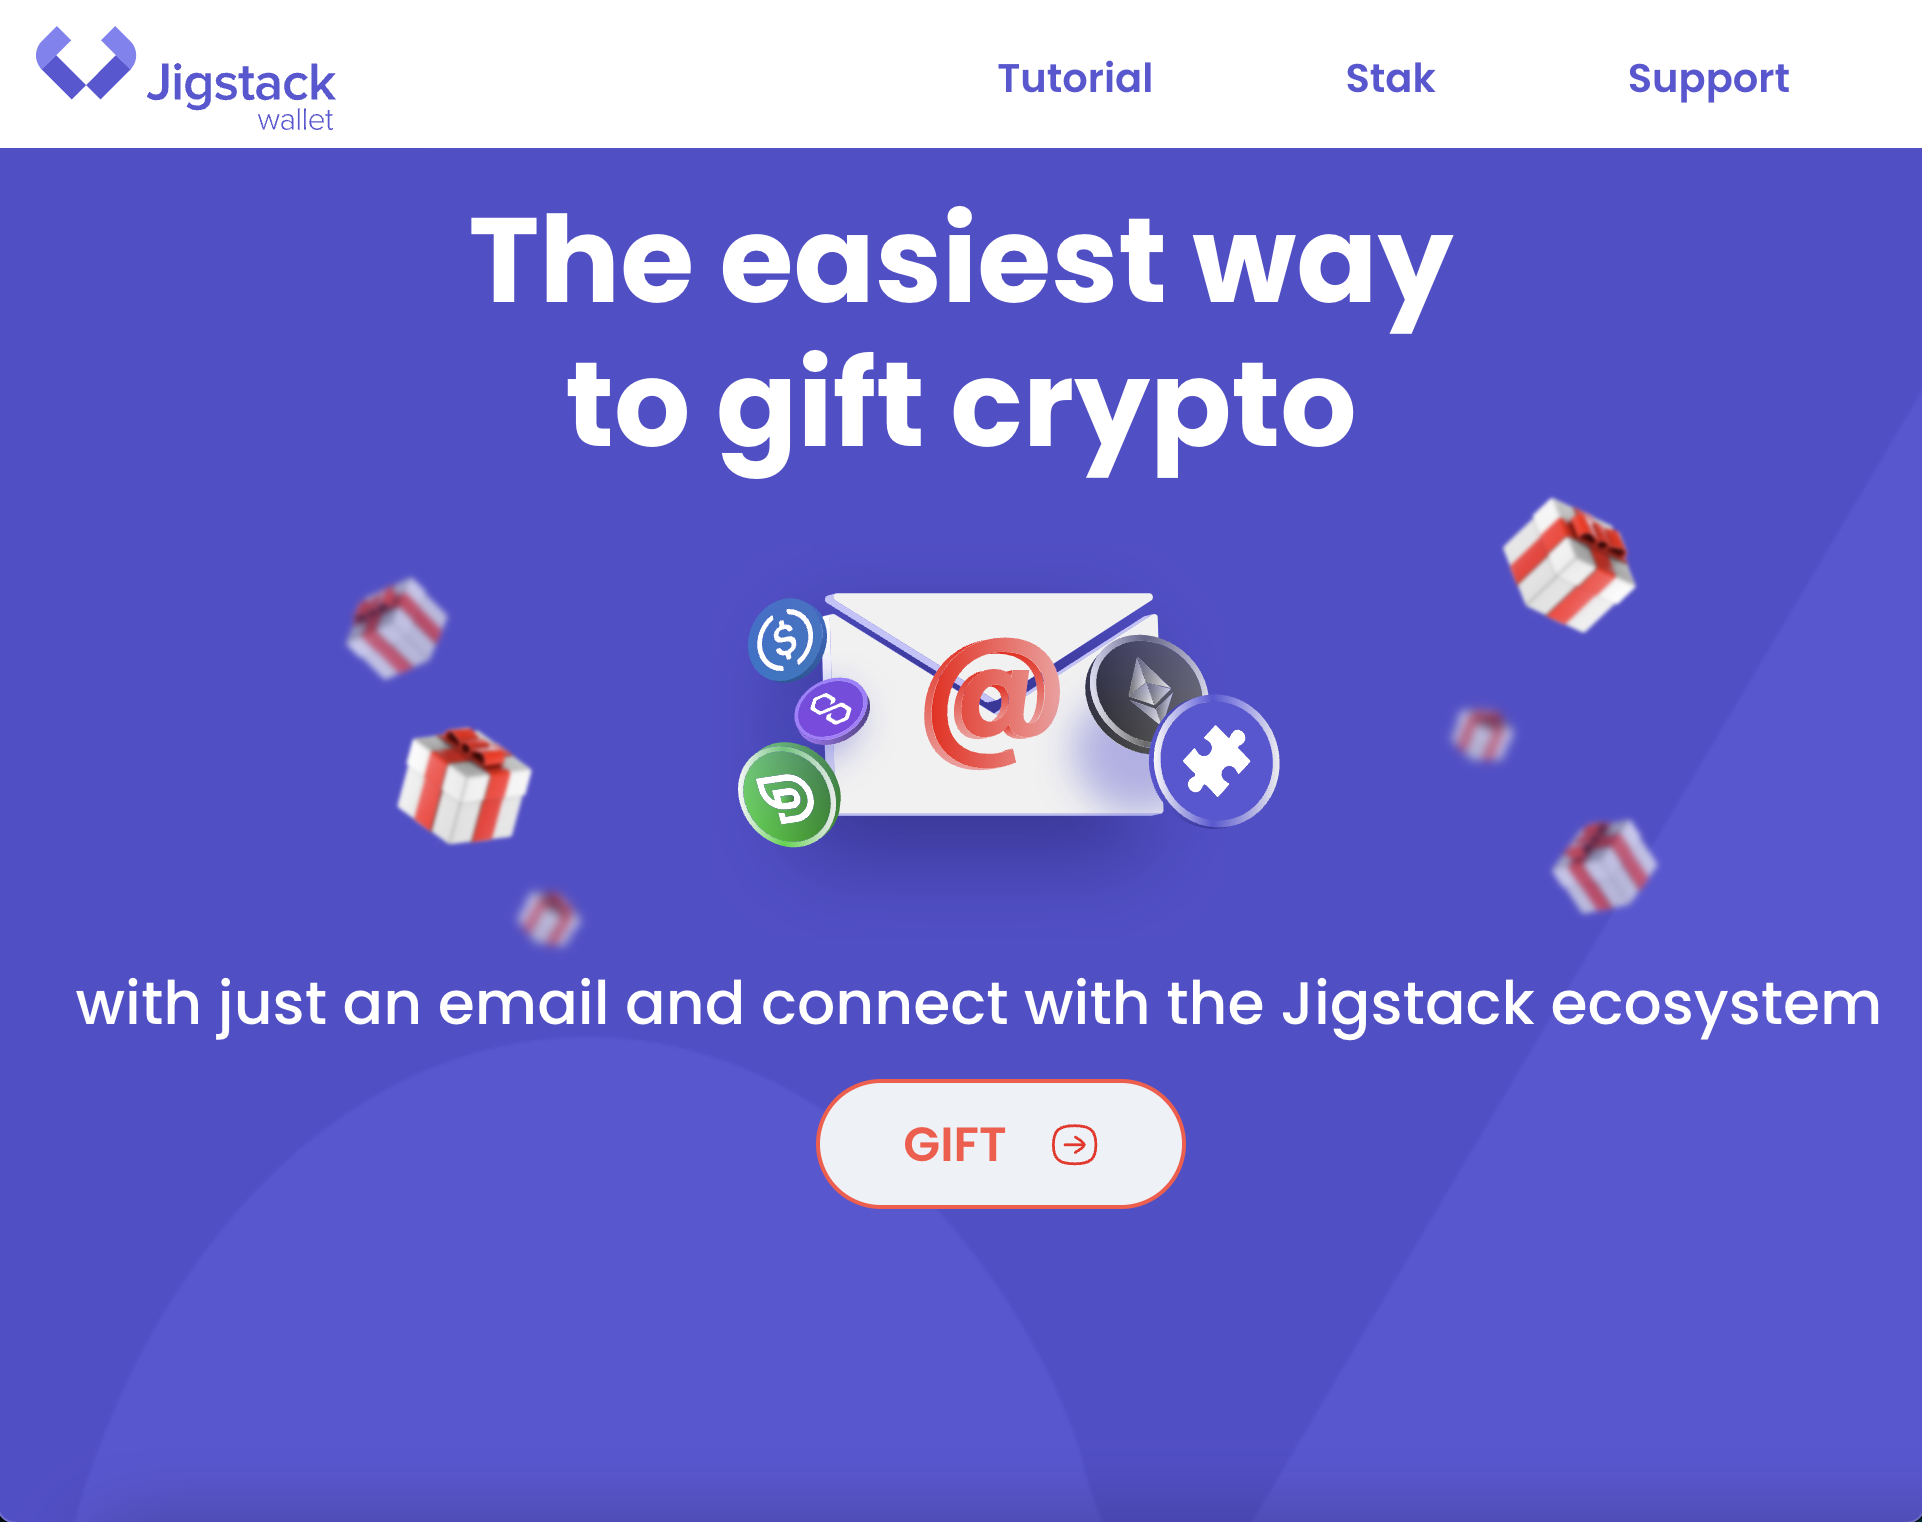 Jigstack
wallet
Tutorial
Stak
Support
The easiest way
to gift crypto
@
with just an email and connect with the Jigstack ecosystem
GIFT